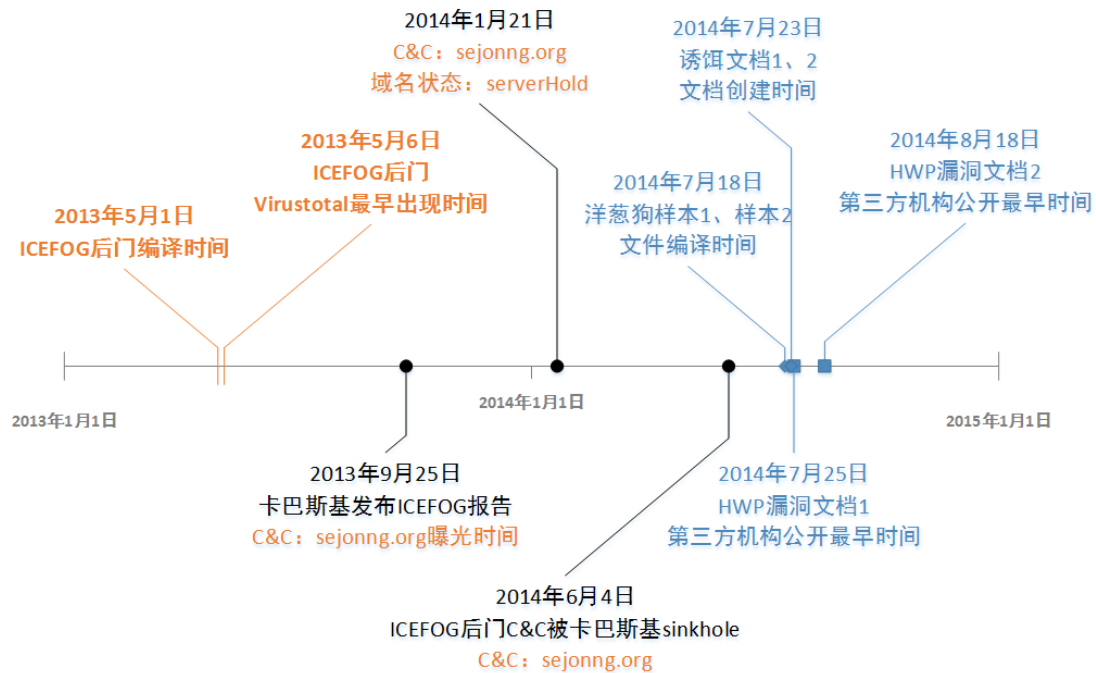 2014年1月21日
C&C：sejonng.org
域名状态：serverHold
2014年7月23日
诱饵文档1、2
文档创建时间
2013年5月6日
ICEFOG后门
Virustotal最早出现时间
2014年8月18日
HWP漏洞文档2
第三方机构公开最早时间
2014年7月18日
洋葱狗样本1、样本2
文件编译时间
2013年5月1日
ICEFOG后门编译时间
2013年1月1日
2014年1月1日
2015年1月1日
2013年9月25日
卡巴斯基发布ICEFOG报告
C&C：sejonng.org曝光时间
2014年7月25日
HWP漏洞文档1
第三方机构公开最早时间
2014年6月4日
ICEFOG后门C&C被卡巴斯基sinkhole
C&C：sejonng.org